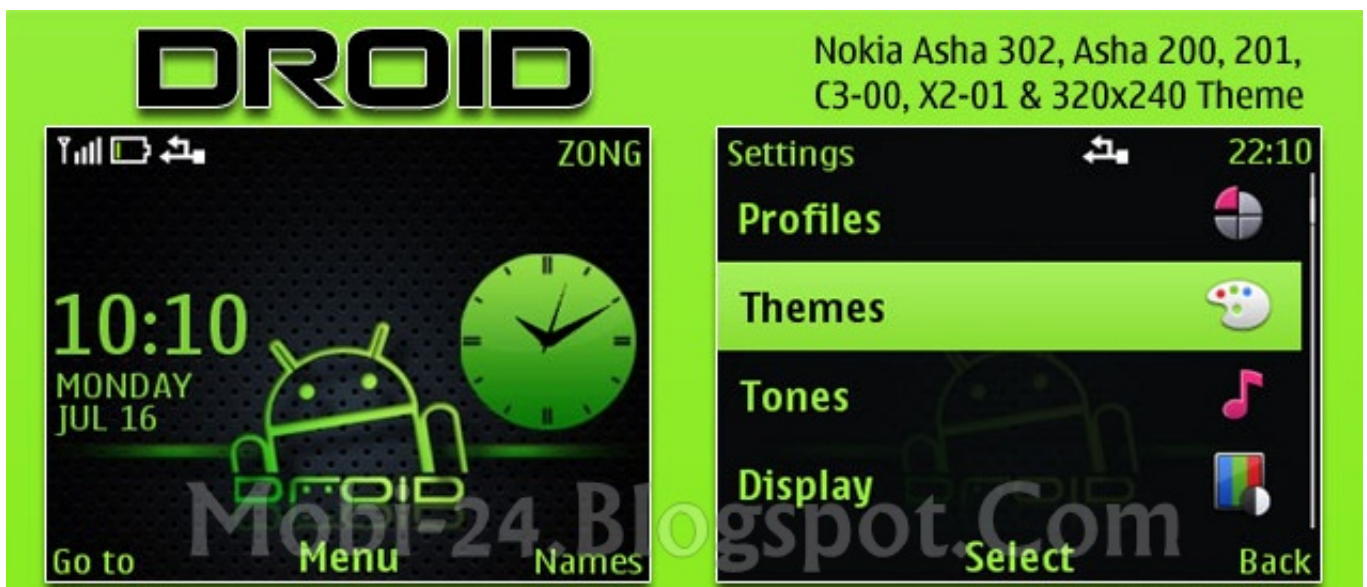 DROID
Nokia Asha 302, Asha 200, 201,
C3-00, X2-01 & 320x240 Theme
ZONG
10:10
MONDAY
JUL 16
DROID
Go to
Menu
Names
Settings
22:10
Profiles
Themes
Tones
Display
Select
Back
Mobi-24.Blogspot.Com